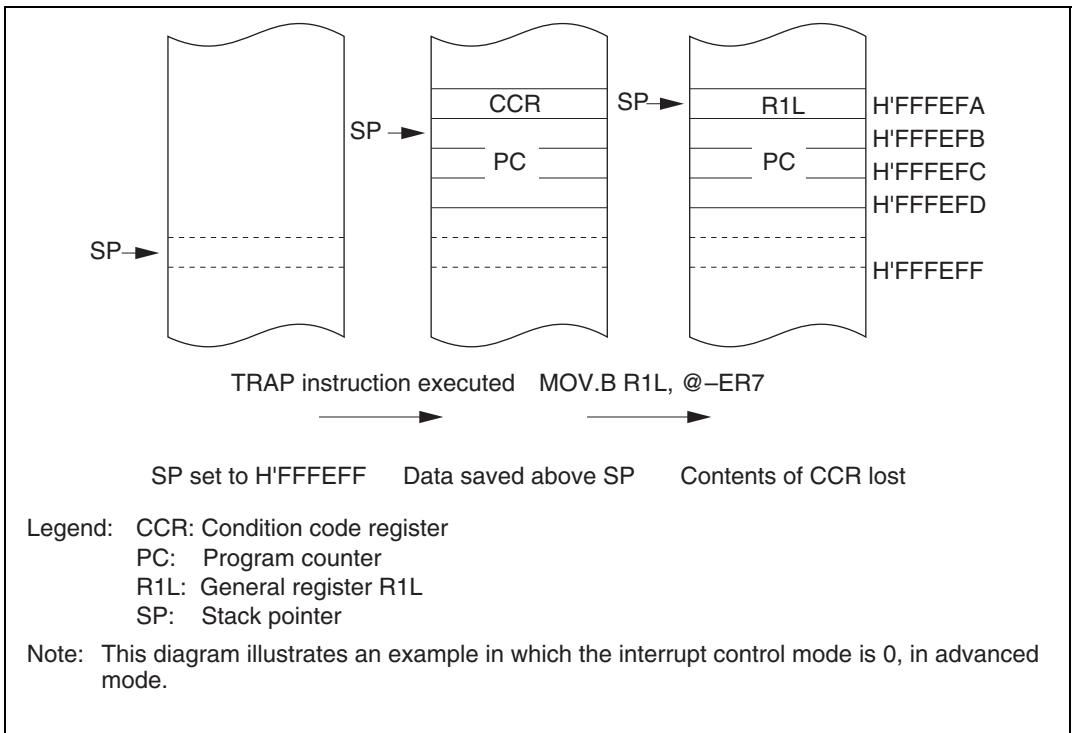 CCR SP R1L H'FFFEFA
SP H'FFFEFB
PC PC H'FFFEFC
H'FFFEFD
SP
H'FFFEFF
TRAP instruction executed MOV.B R1L, @–ER7
SP set to H'FFFEFF Data saved above SP Contents of CCR lost
Legend: CCR: Condition code register
PC: Program counter
R1L: General register R1L
SP: Stack pointer
Note: This diagram illustrates an example in which the interrupt control mode is 0, in advanced
mode.